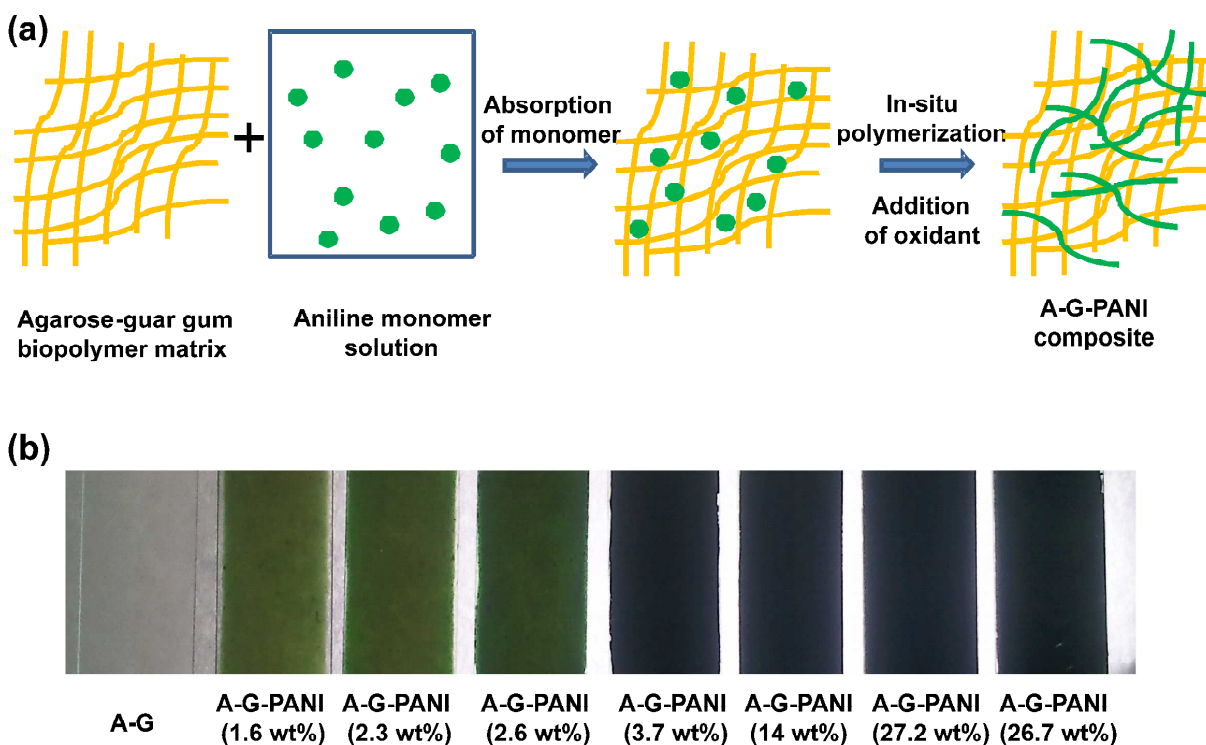 (a)
+
Absorption
of monomer
In-situ
polymerization
Addition
of oxidant
Agarose-guar gum
biopolymer matrix
Aniline monomer
solution
A-G-PANI
composite
(b)
A-G
A-G-PANI
(1.6 wt%)
A-G-PANI
(2.3 wt%)
A-G-PANI
(2.6 wt%)
A-G-PANI
(3.7 wt%)
A-G-PANI
(14 wt%)
A-G-PANI
(27.2 wt%)
A-G-PANI
(26.7 wt%)